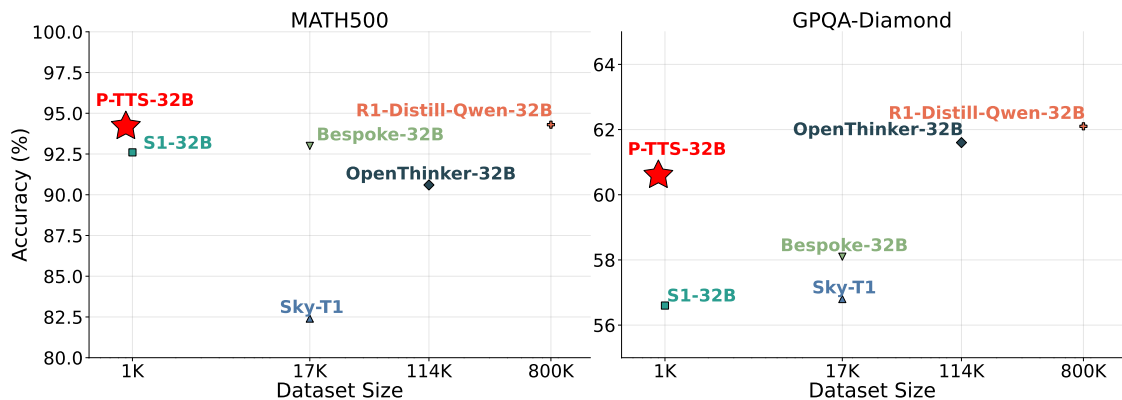 MATH500
100.0
97.5
95.0
92.5
90.0
87.5
85.0
82.5
80.0
Accuracy (%)
P-TTS-32B
S1-32B
R1-Distill-Qwen-32B
Bespoke-32B
OpenThinker-32B
Sky-T1
1K
17K
114K
800K
Dataset Size
GPQA-Diamond
64
62
60
58
56
R1-Distill-Qwen-32B
OpenThinker-32B
P-TTS-32B
Bespoke-32B
Sky-T1
S1-32B
1K
17K
114K
800K
Dataset Size